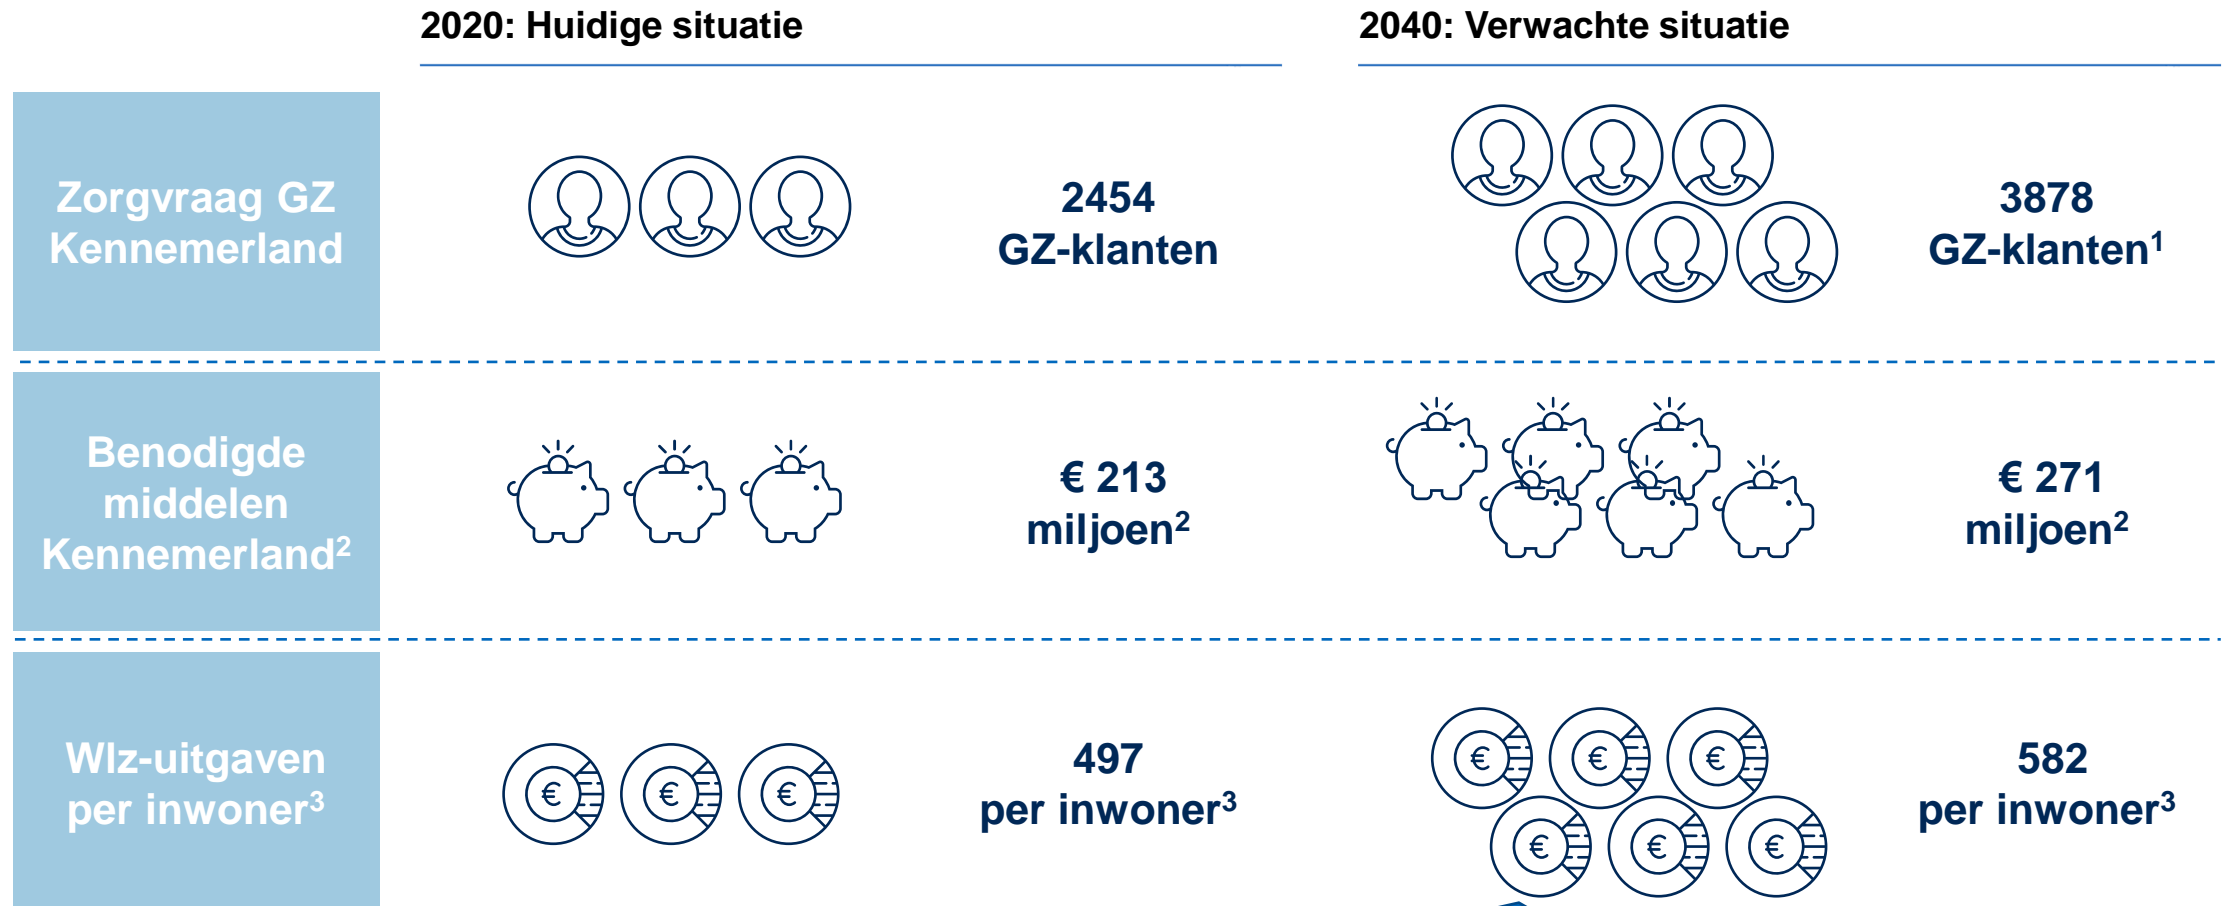 2020: Huidige situatie
2040: Verwachte situatie
Zorgvraag GZ
Kennemerland
2454
GZ-klanten
3878
GZ-klanten¹
Benodigde
middelen
Kennemerland²
€ 213
miljoen²
€ 271
miljoen²
Wlz-uitgaven
per inwoner³
€
€
€
497
per inwoner³
€
€
€
€
€
€
582
per inwoner³